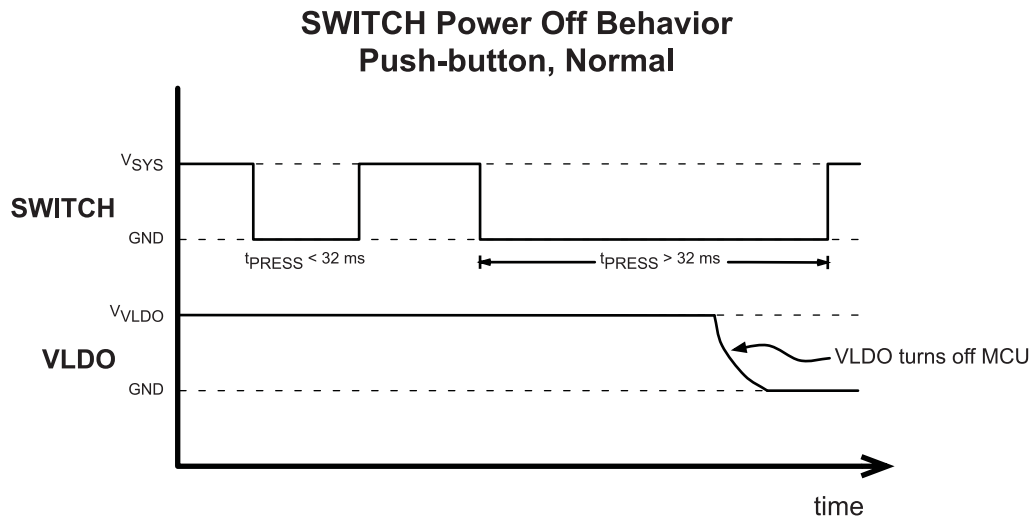 SWITCH Power Off Behavior
Push-button, Normal
VSYS
SWITCH
GND
tPRESS < 32 ms
tPRESS > 32 ms
VVLDO
VLDO
VLDO turns off MCU
GND
time